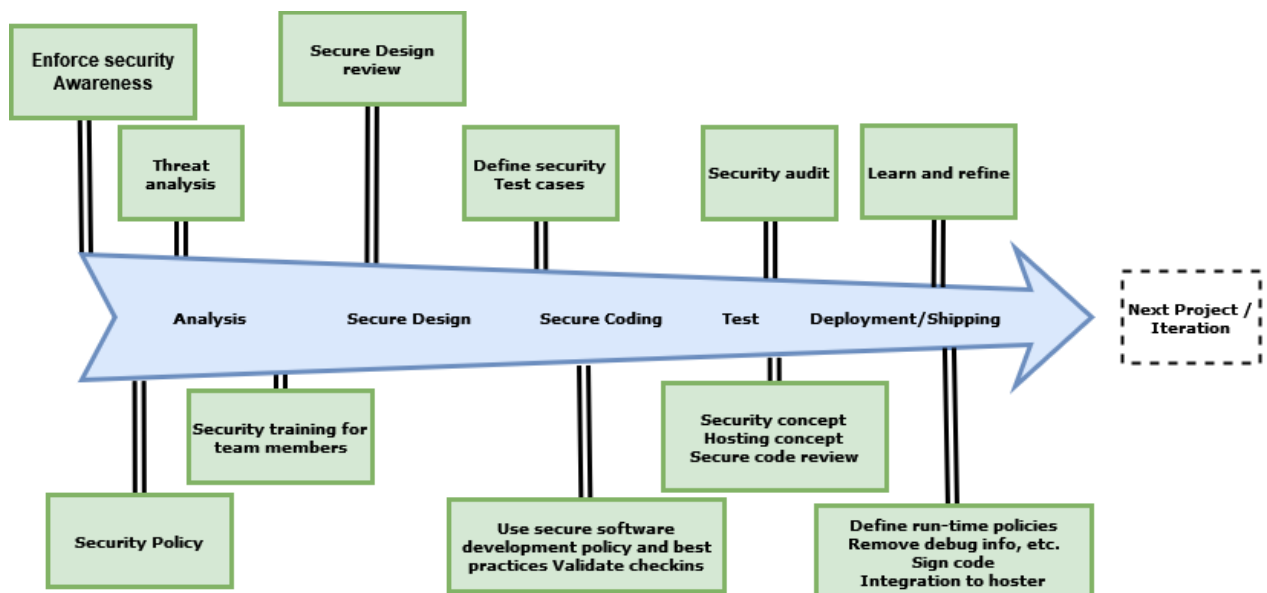 Enforce security
Awareness
Secure Design
review
Threat
analysis
Define security
Test cases
Security audit
Learn and refine
Analysis
Secure Design
Secure Coding
Test
Deployment/Shipping
Next Project /
Iteration
Security training for
team members
Security concept
Hosting concept
Secure code review
Security Policy
Use secure software
development policy and best
practices Validate checkins
Define run-time policies
Remove debug info, etc.
Sign code
Integration to hoster